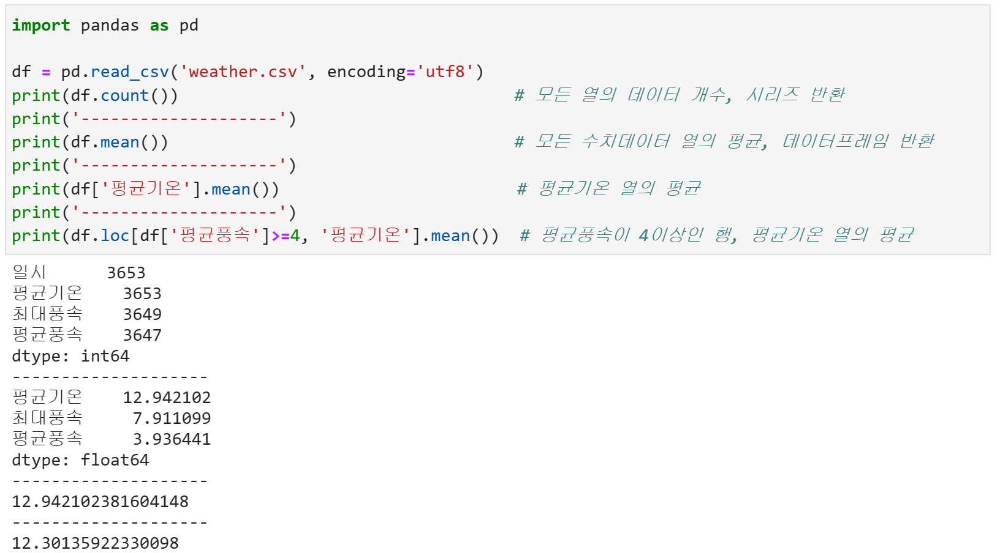 import pandas as pd
df = pd.read_csv('weather.csv', encoding='utf8')
print(df.count())                                   # 모든 열의 데이터 개수, 시리즈 반환
print('--------------------')
print(df.mean())                                    # 모든 수치데이터 열의 평균, 데이터프레임 반환
print('--------------------')
print(df['평균기온'].mean())                        # 평균기온 열의 평균
print('--------------------')
print(df.loc[df['평균풍속']>=4, '평균기온'].mean())  # 평균풍속이 4이상인 행, 평균기온 열의 평균
일시      3653
평균기온    3653
최대풍속    3649
평균풍속    3647
dtype: int64
--------------------
평균기온    12.942102
최대풍속     7.911099
평균풍속     3.936441
dtype: float64
--------------------
12.942102381604148
--------------------
12.30135922330098